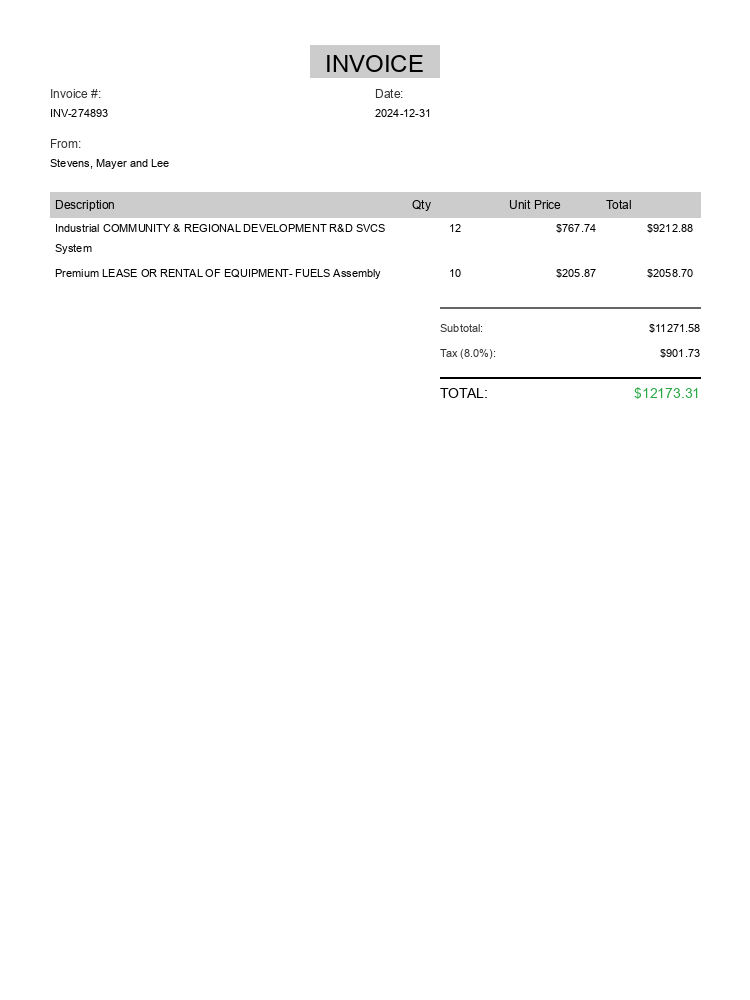 INVOICE
Invoice #: Date:
INV-274893 2024-12-31
From:
Stevens, Mayer and Lee
Description Qty Unit Price Total
Industrial COMMUNITY & REGIONAL DEVELOPMENT R&D SVCS 12 $767.74 $9212.88
System
Premium LEASE OR RENTAL OF EQUIPMENT- FUELS Assembly 10 $205.87 $2058.70
Subtotal: $11271.58
Tax (8.0%): $901.73
TOTAL: $12173.31